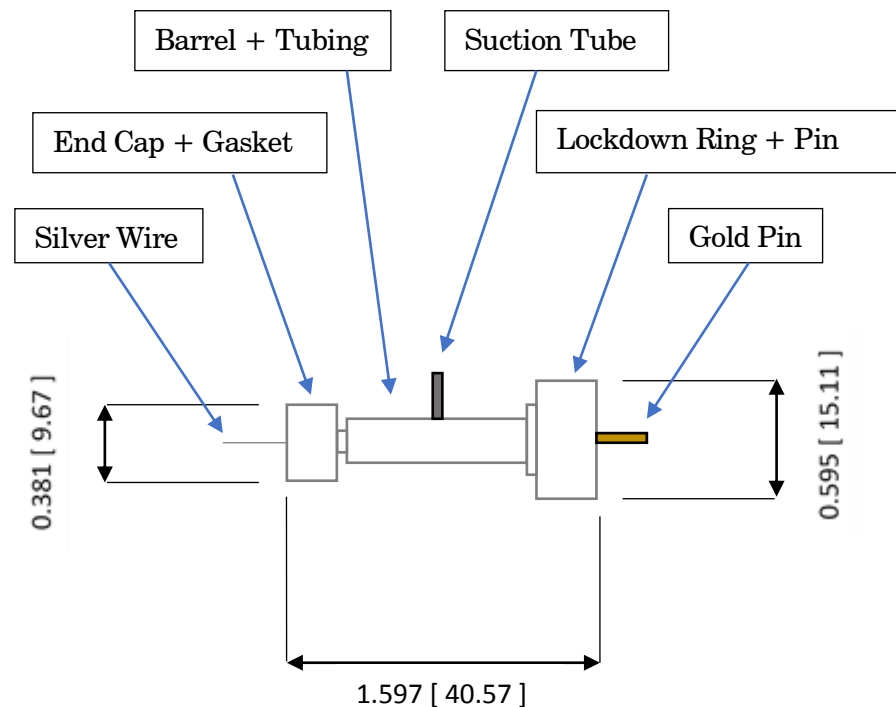 Barrel + Tubing
Suction Tube
End Cap + Gasket
Lockdown Ring + Pin
Silver Wire
Gold Pin
0.381 [ 9.67 ]
0.595 [ 15.11 ]
1.597 [ 40.57 ]